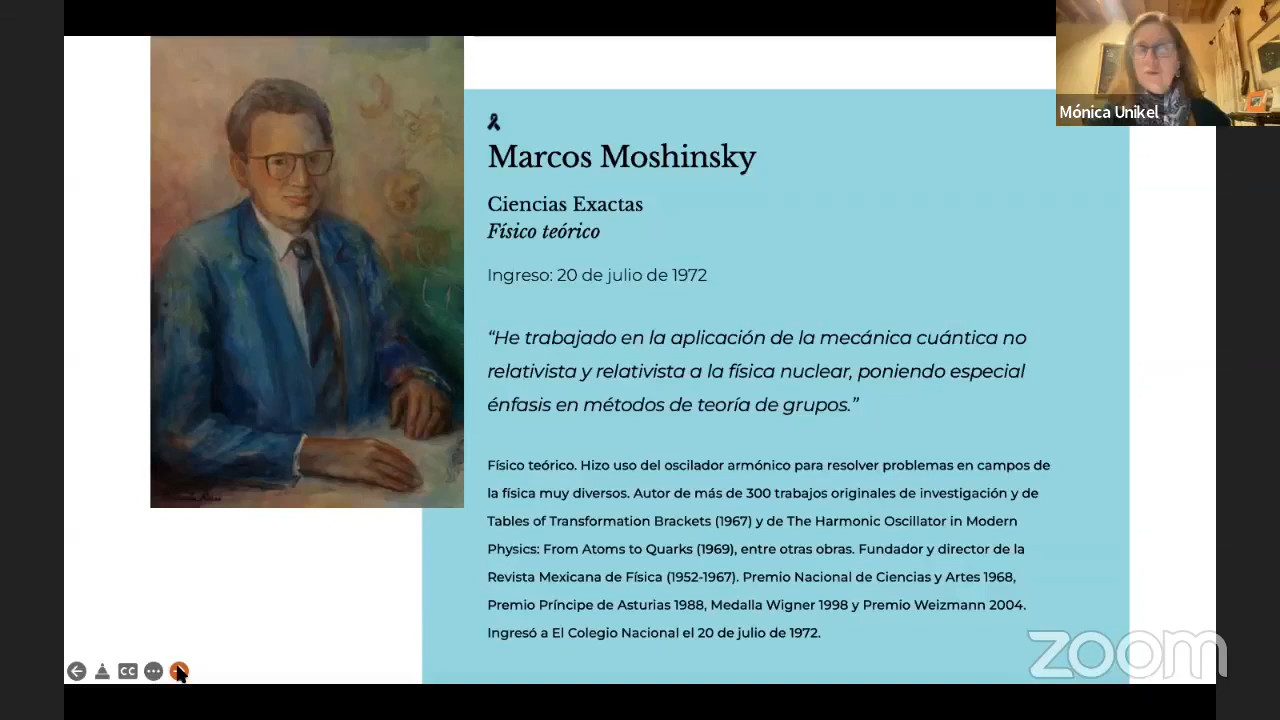 Mónica Unikel
Marcos Moshinsky
Ciencias Exactas
Físico teórico
Ingreso: 20 de julio de 1972
“He trabajado en la aplicación de la mecánica cuántica no
relativista y relativista a la física nuclear, poniendo especial
énfasis en métodos de teoría de grupos.”
Físico teórico. Hizo uso del oscilador armónico para resolver problemas en campos de
la física muy diversos. Autor de más de 300 trabajos originales de investigación y de
Tables of Transformation Brackets (1967) y de The Harmonic Oscillator in Modern
Physics: From Atoms to Quarks (1969), entre otras obras. Fundador y director de la
Revista Mexicana de Física (1952-1967). Premio Nacional de Ciencias y Artes 1968,
Premio Príncipe de Asturias 1988, Medalla Wigner 1998 y Premio Weizmann 2004.
Ingresó a El Colegio Nacional el 20 de julio de 1972.
CC
zoom